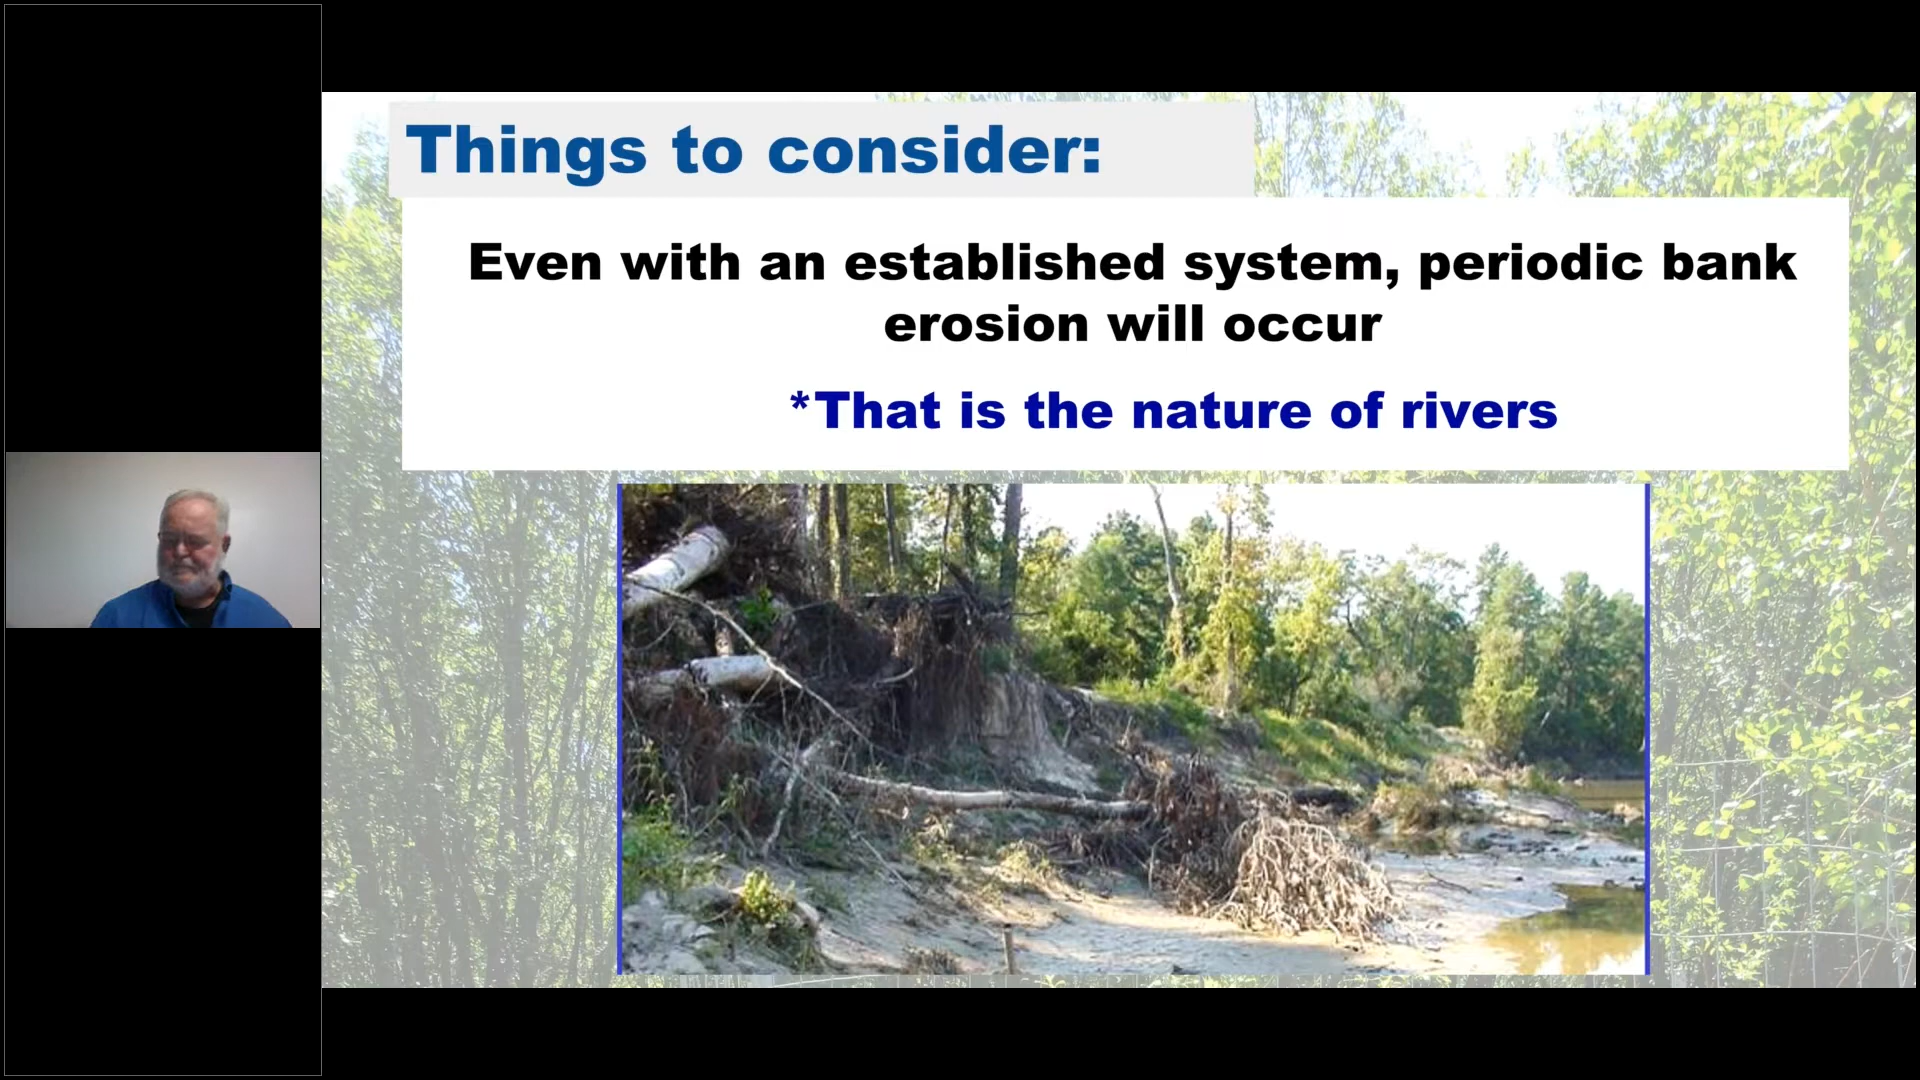 Things to consider:
Even with an established system, periodic bank
erosion will occur
*That is the nature of rivers